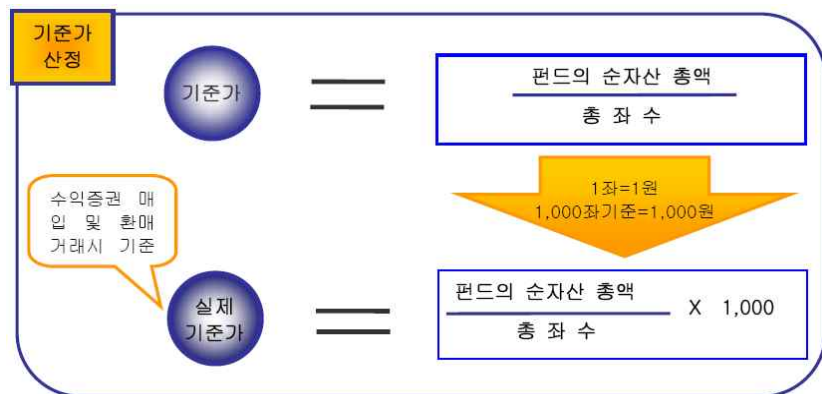 기준가
산정
기준가
펀드의 순자산 총액
총 좌 수
1좌=1원
1,000좌기준=1,000원
수익증권 매
입 및 환매
거래시 기준
실제
기준가
펀드의 순자산 총액
총 좌 수
X 1,000